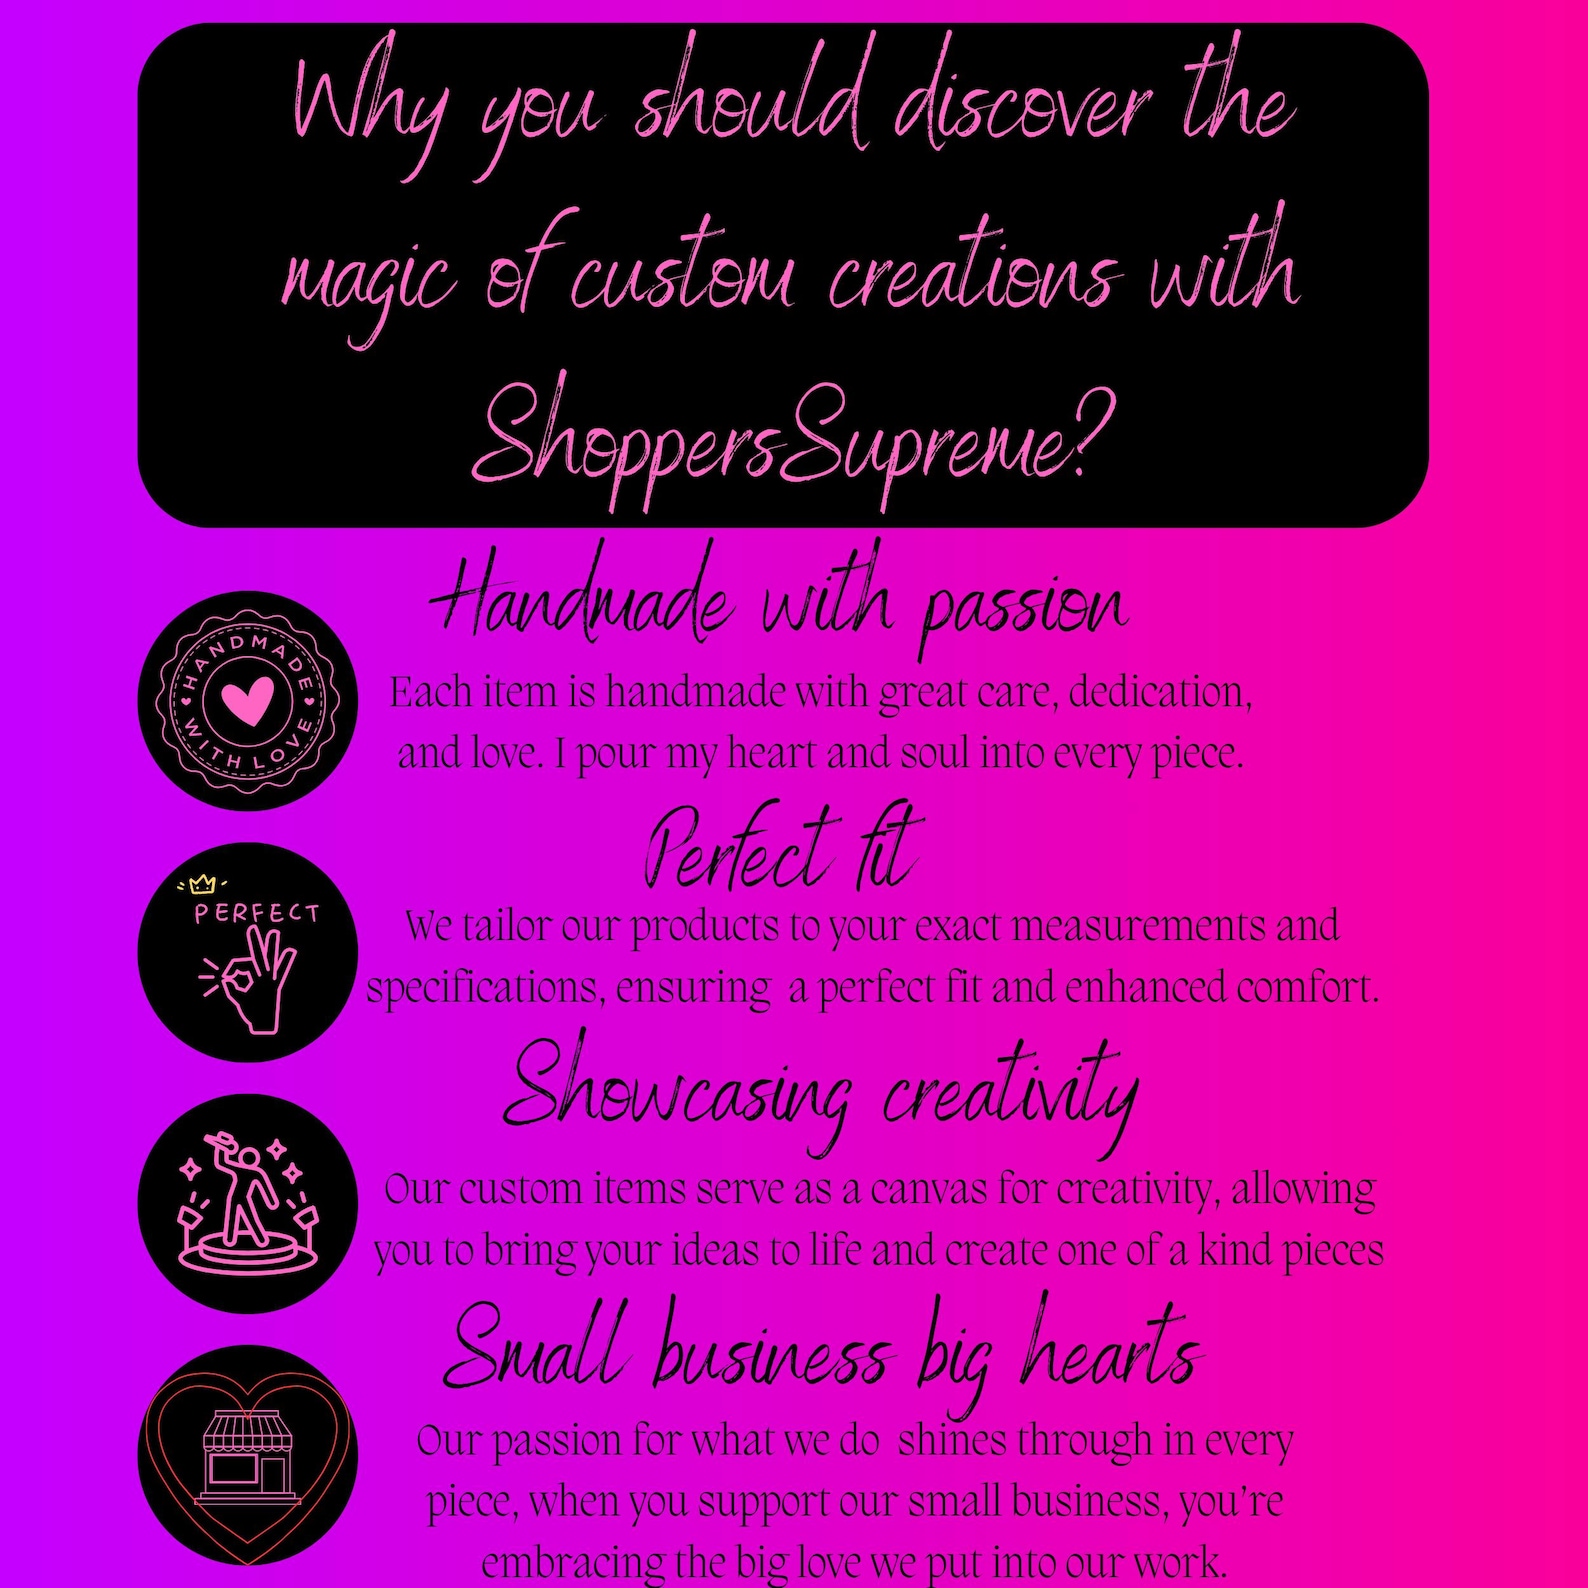 Why you should discover the
magic of custom creations with
ShoppersSupreme?
Handmade with passion
HANDMADE
WITH LOVE
Each item is handmade with great care, dedication,
and love. I pour my heart and soul into every piece.
Perfect fit
PERFECT
We tailor our products to your exact measurements and
specifications, ensuring  a perfect fit and enhanced comfort.
Showcasing creativity
Our custom items serve as a canvas for creativity, allowing
you to bring your ideas to life and create one of a kind pieces
Small business big hearts
Our passion for what we do  shines through in every
piece, when you support our small business, you're
embracing the big love we put into our work.